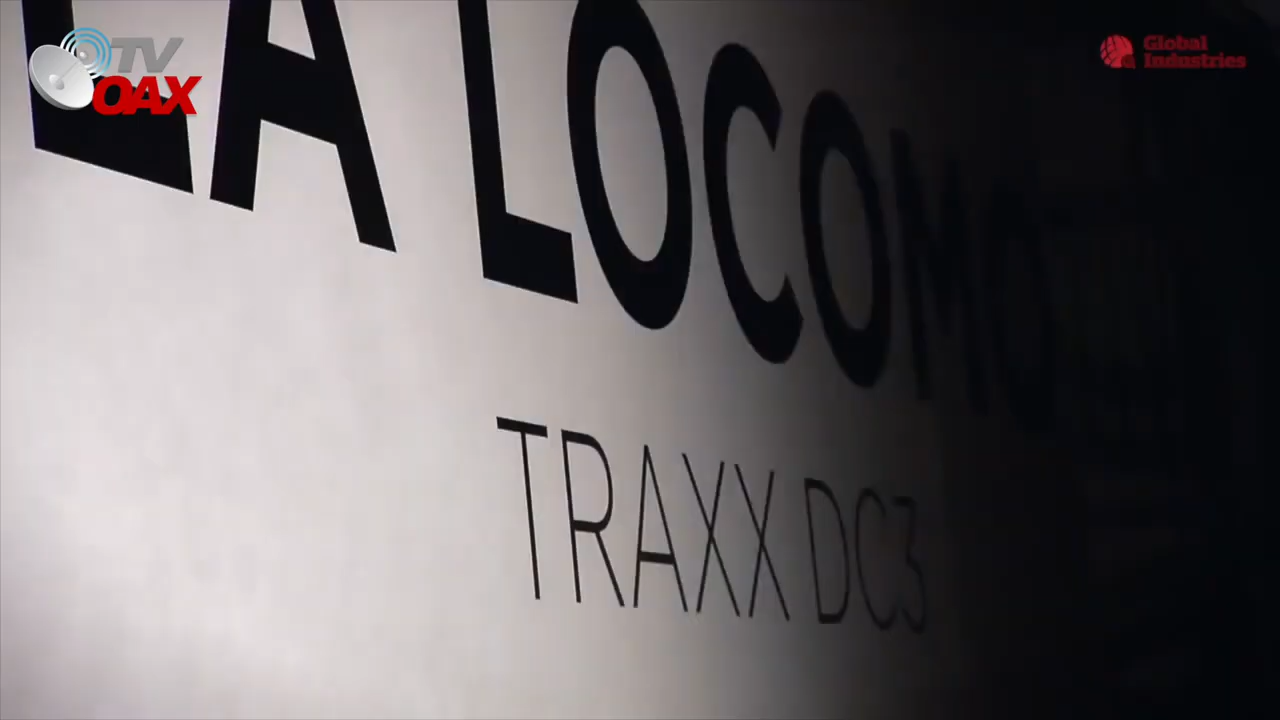 TV
OAX
Global
Industries
LA LOCOMO
TRAXX DC3